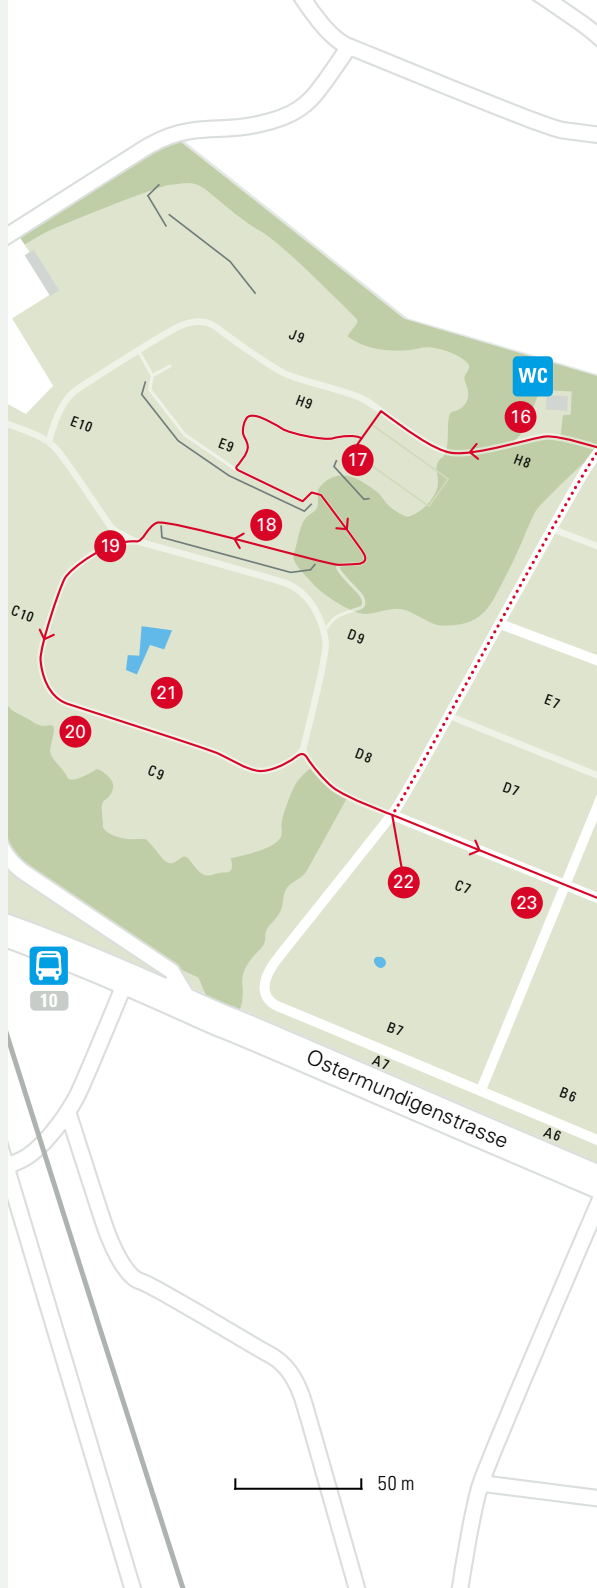 J9
WC
H9
16
E10
E9
17
H8
18
19
C10
D9
21
E7
20
D8
C9
D7
22
C7
23
10
B7
Ostermundigenstrasse
A7
B6
A6
50 m